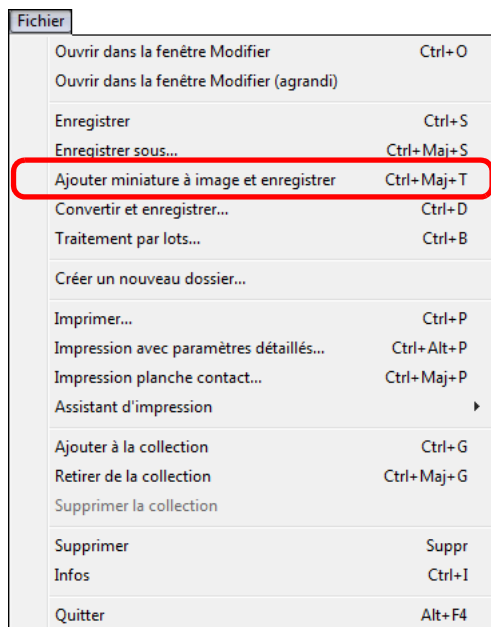 Fichier
Ouvrir dans la fenêtre Modifier Ctrl+O
Ouvrir dans la fenêtre Modifier (agrandi)
Enregistrer Ctrl+S
Enregistrer sous... Ctrl+Maj+S
Ajouter miniature à image et enregistrer Ctrl+Maj+T
Convertir et enregistrer... Ctrl+D
Traitement par lots... Ctrl+B
Créer un nouveau dossier...
Imprimer... Ctrl+P
Impression avec paramètres détaillés... Ctrl+Alt+P
Impression planche contact... Ctrl+Maj+P
Assistant d'impression
Ajouter à la collection Ctrl+G
Retirer de la collection Ctrl+Maj+G
Supprimer la collection
Supprimer Suppr
Infos Ctrl+I
Quitter Alt+F4